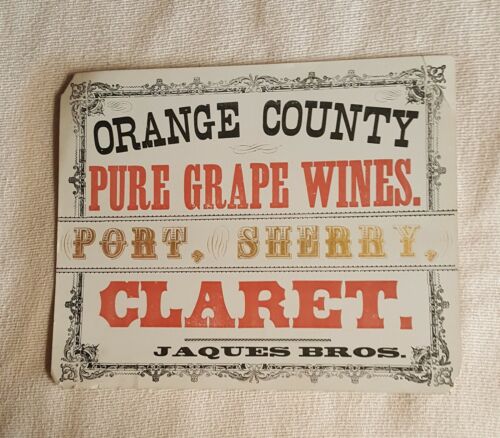 ORANGE COUNTY
PURE GRAPE WINES.
PORT, SHERRY,
CLARET.
JAQUES BROS.